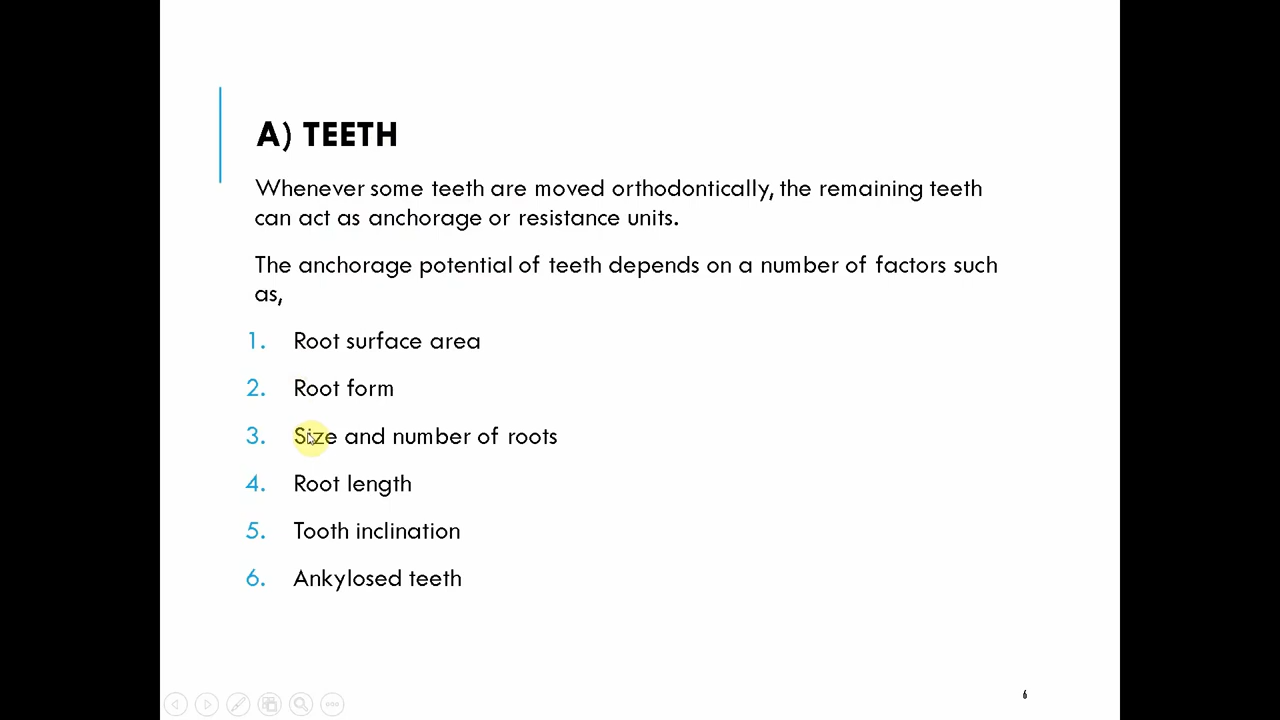 A) TEETH
Whenever some teeth are moved orthodontically, the remaining teeth
can act as anchorage or resistance units.
The anchorage potential of teeth depends on a number of factors such
as,
1. Root surface area
2. Root form
3. Size and number of roots
4. Root length
5. Tooth inclination
6. Ankylosed teeth
6